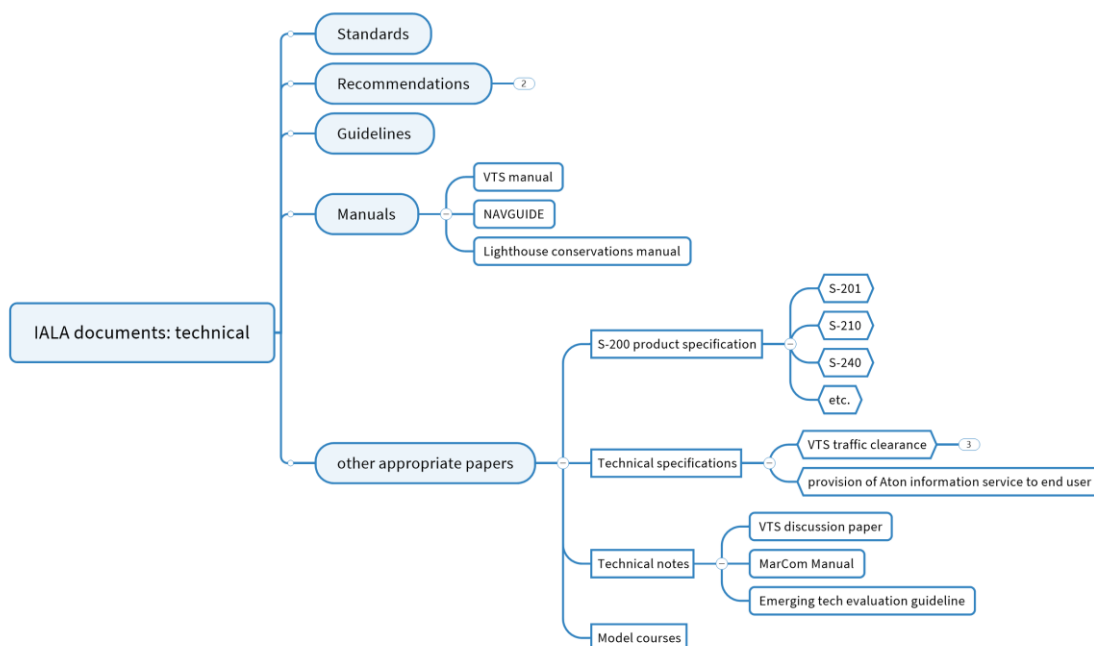 Standards
Recommendations
2
Guidelines
Manuals
VTS manual
NAVGUIDE
Lighthouse conservations manual
IALA documents: technical
other appropriate papers
S-200 product specification
S-201
S-210
S-240
etc.
Technical specifications
VTS traffic clearance
3
provision of Aton information service to end user
Technical notes
VTS discussion paper
MarCom Manual
Emerging tech evaluation guideline
Model courses